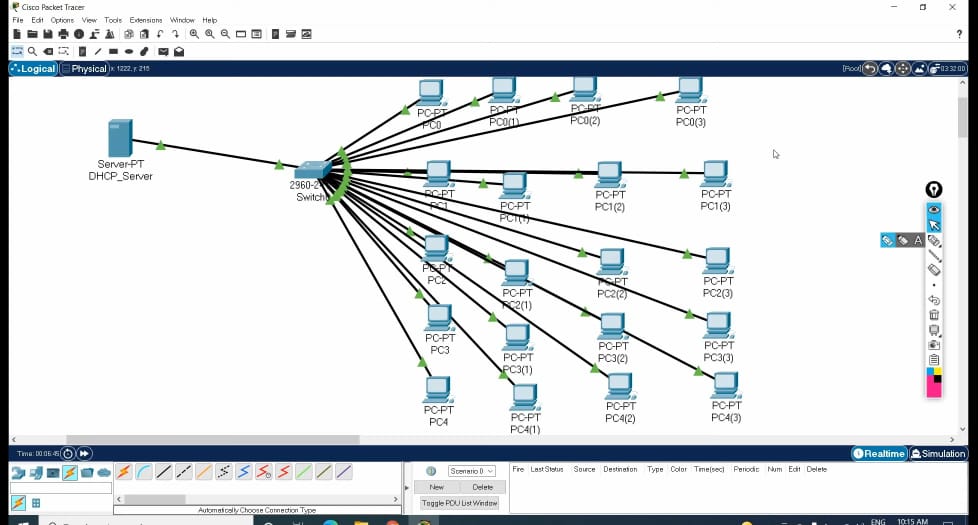 Cisco Packet Tracer
File Edit Options View Tools Extensions Window Help
?
Logical Physical x: 1222, y: 215 [Root] 03:32:00
PC-PT
PC0
PC-PT
PC0(1)
PC-PT
PC0(2)
PC-PT
PC0(3)
Server-PT
DHCP_Server
2960-2
Switch
PC-PT
PC1
PC-PT
PC1(1)
PC-PT
PC1(2)
PC-PT
PC1(3)
A
PC-PT
PC2
PC-PT
PC2(1)
PC-PT
PC2(2)
PC-PT
PC2(3)
PC-PT
PC3
PC-PT
PC3(1)
PC-PT
PC3(2)
PC-PT
PC3(3)
PC-PT
PC4
PC-PT
PC4(1)
PC-PT
PC4(2)
PC-PT
PC4(3)
Time: 00:06:45 Realtime Simulation
Scenario 0
New Delete
Toggle PDU List Window
Fire Last Status Source Destination Type Color Time(sec) Periodic Num Edit Delete
Automatically Choose Connection Type
ENG 10:15 AM